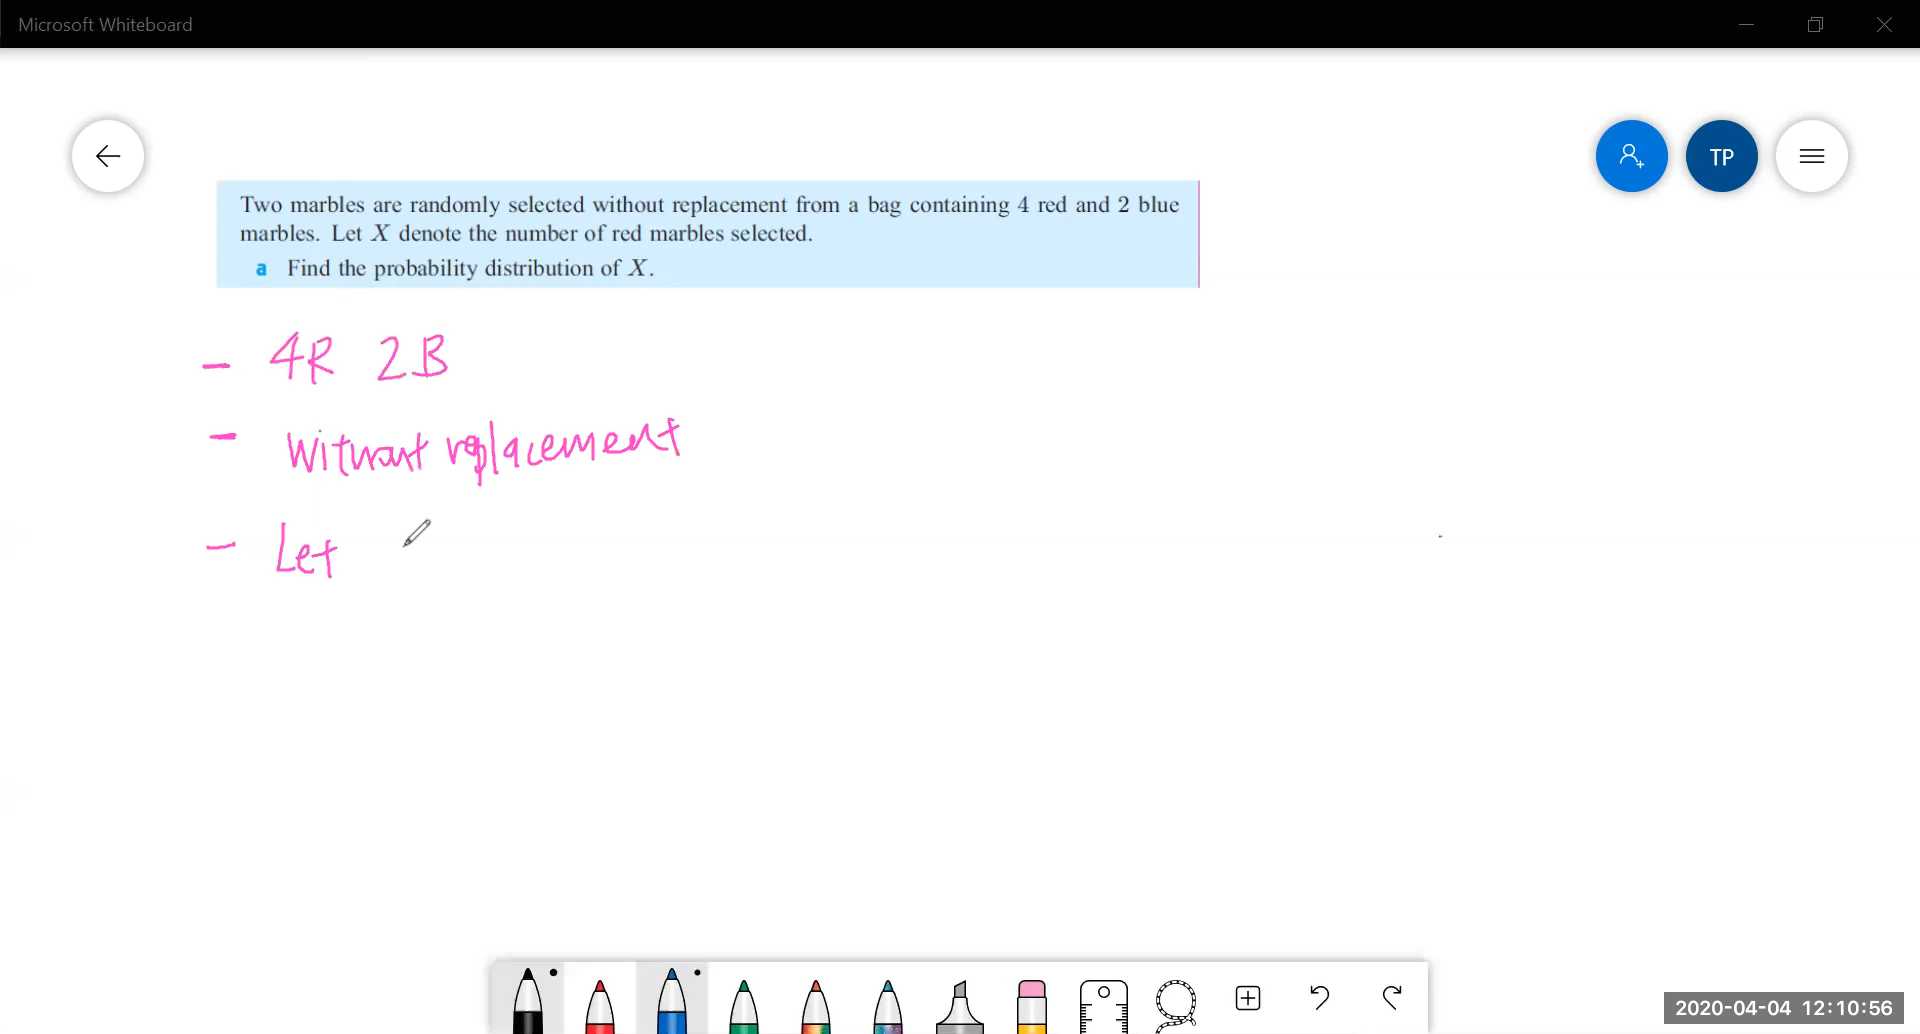 Microsoft Whiteboard
TP
Two marbles are randomly selected without replacement from a bag containing 4 red and 2 blue
marbles. Let X denote the number of red marbles selected.
a Find the probability distribution of X.
- 4R 2B
- Without replacement
- Let
2020-04-04 12:10:56